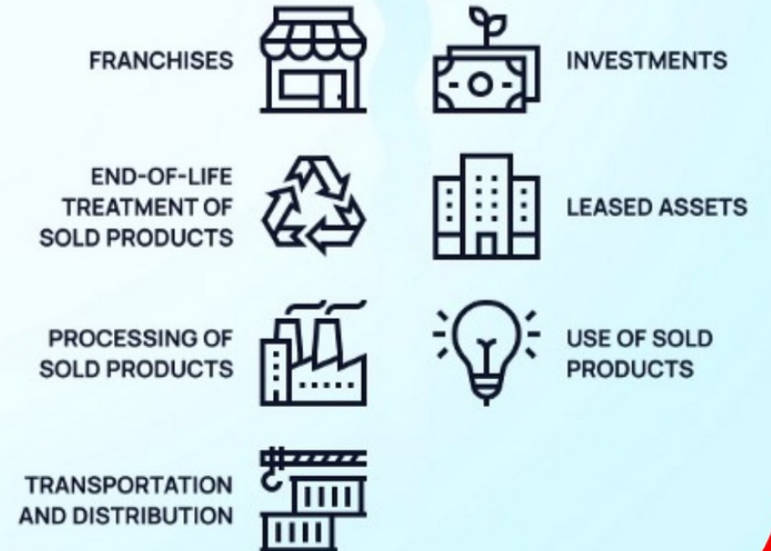 FRANCHISES
INVESTMENTS
END-OF-LIFE
TREATMENT OF
SOLD PRODUCTS
LEASED ASSETS
PROCESSING OF
SOLD PRODUCTS
USE OF SOLD
PRODUCTS
TRANSPORTATION
AND DISTRIBUTION